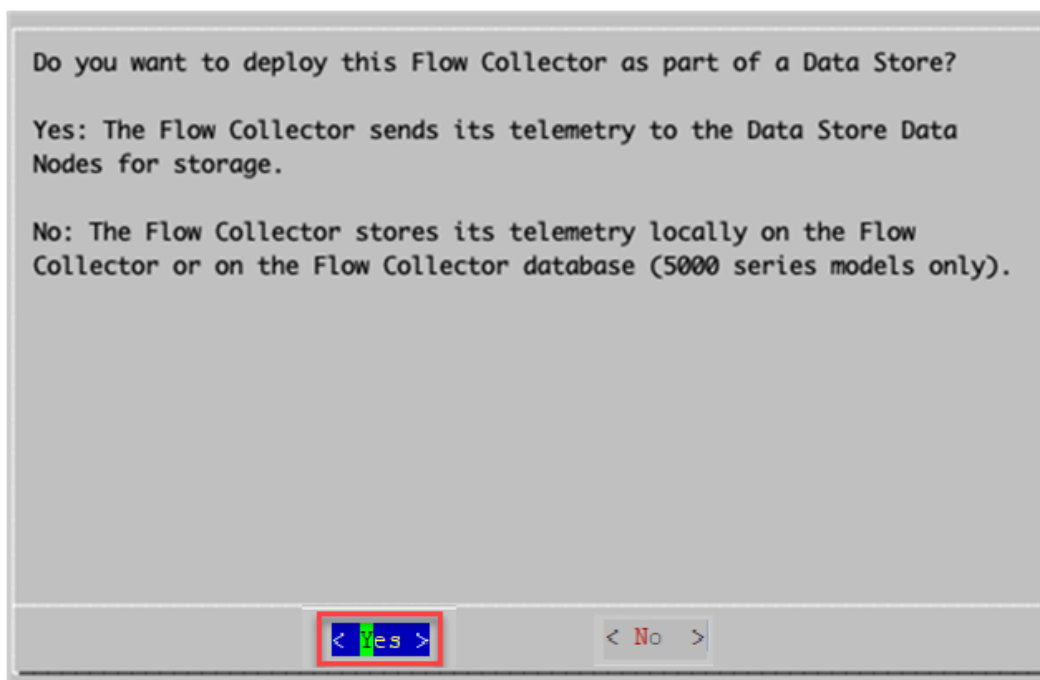 Do you want to deploy this Flow Collector as part of a Data Store?
Yes: The Flow Collector sends its telemetry to the Data Store Data
Nodes for storage.
No: The Flow Collector stores its telemetry locally on the Flow
Collector or on the Flow Collector database (5000 series models only).
< Yes > < No >